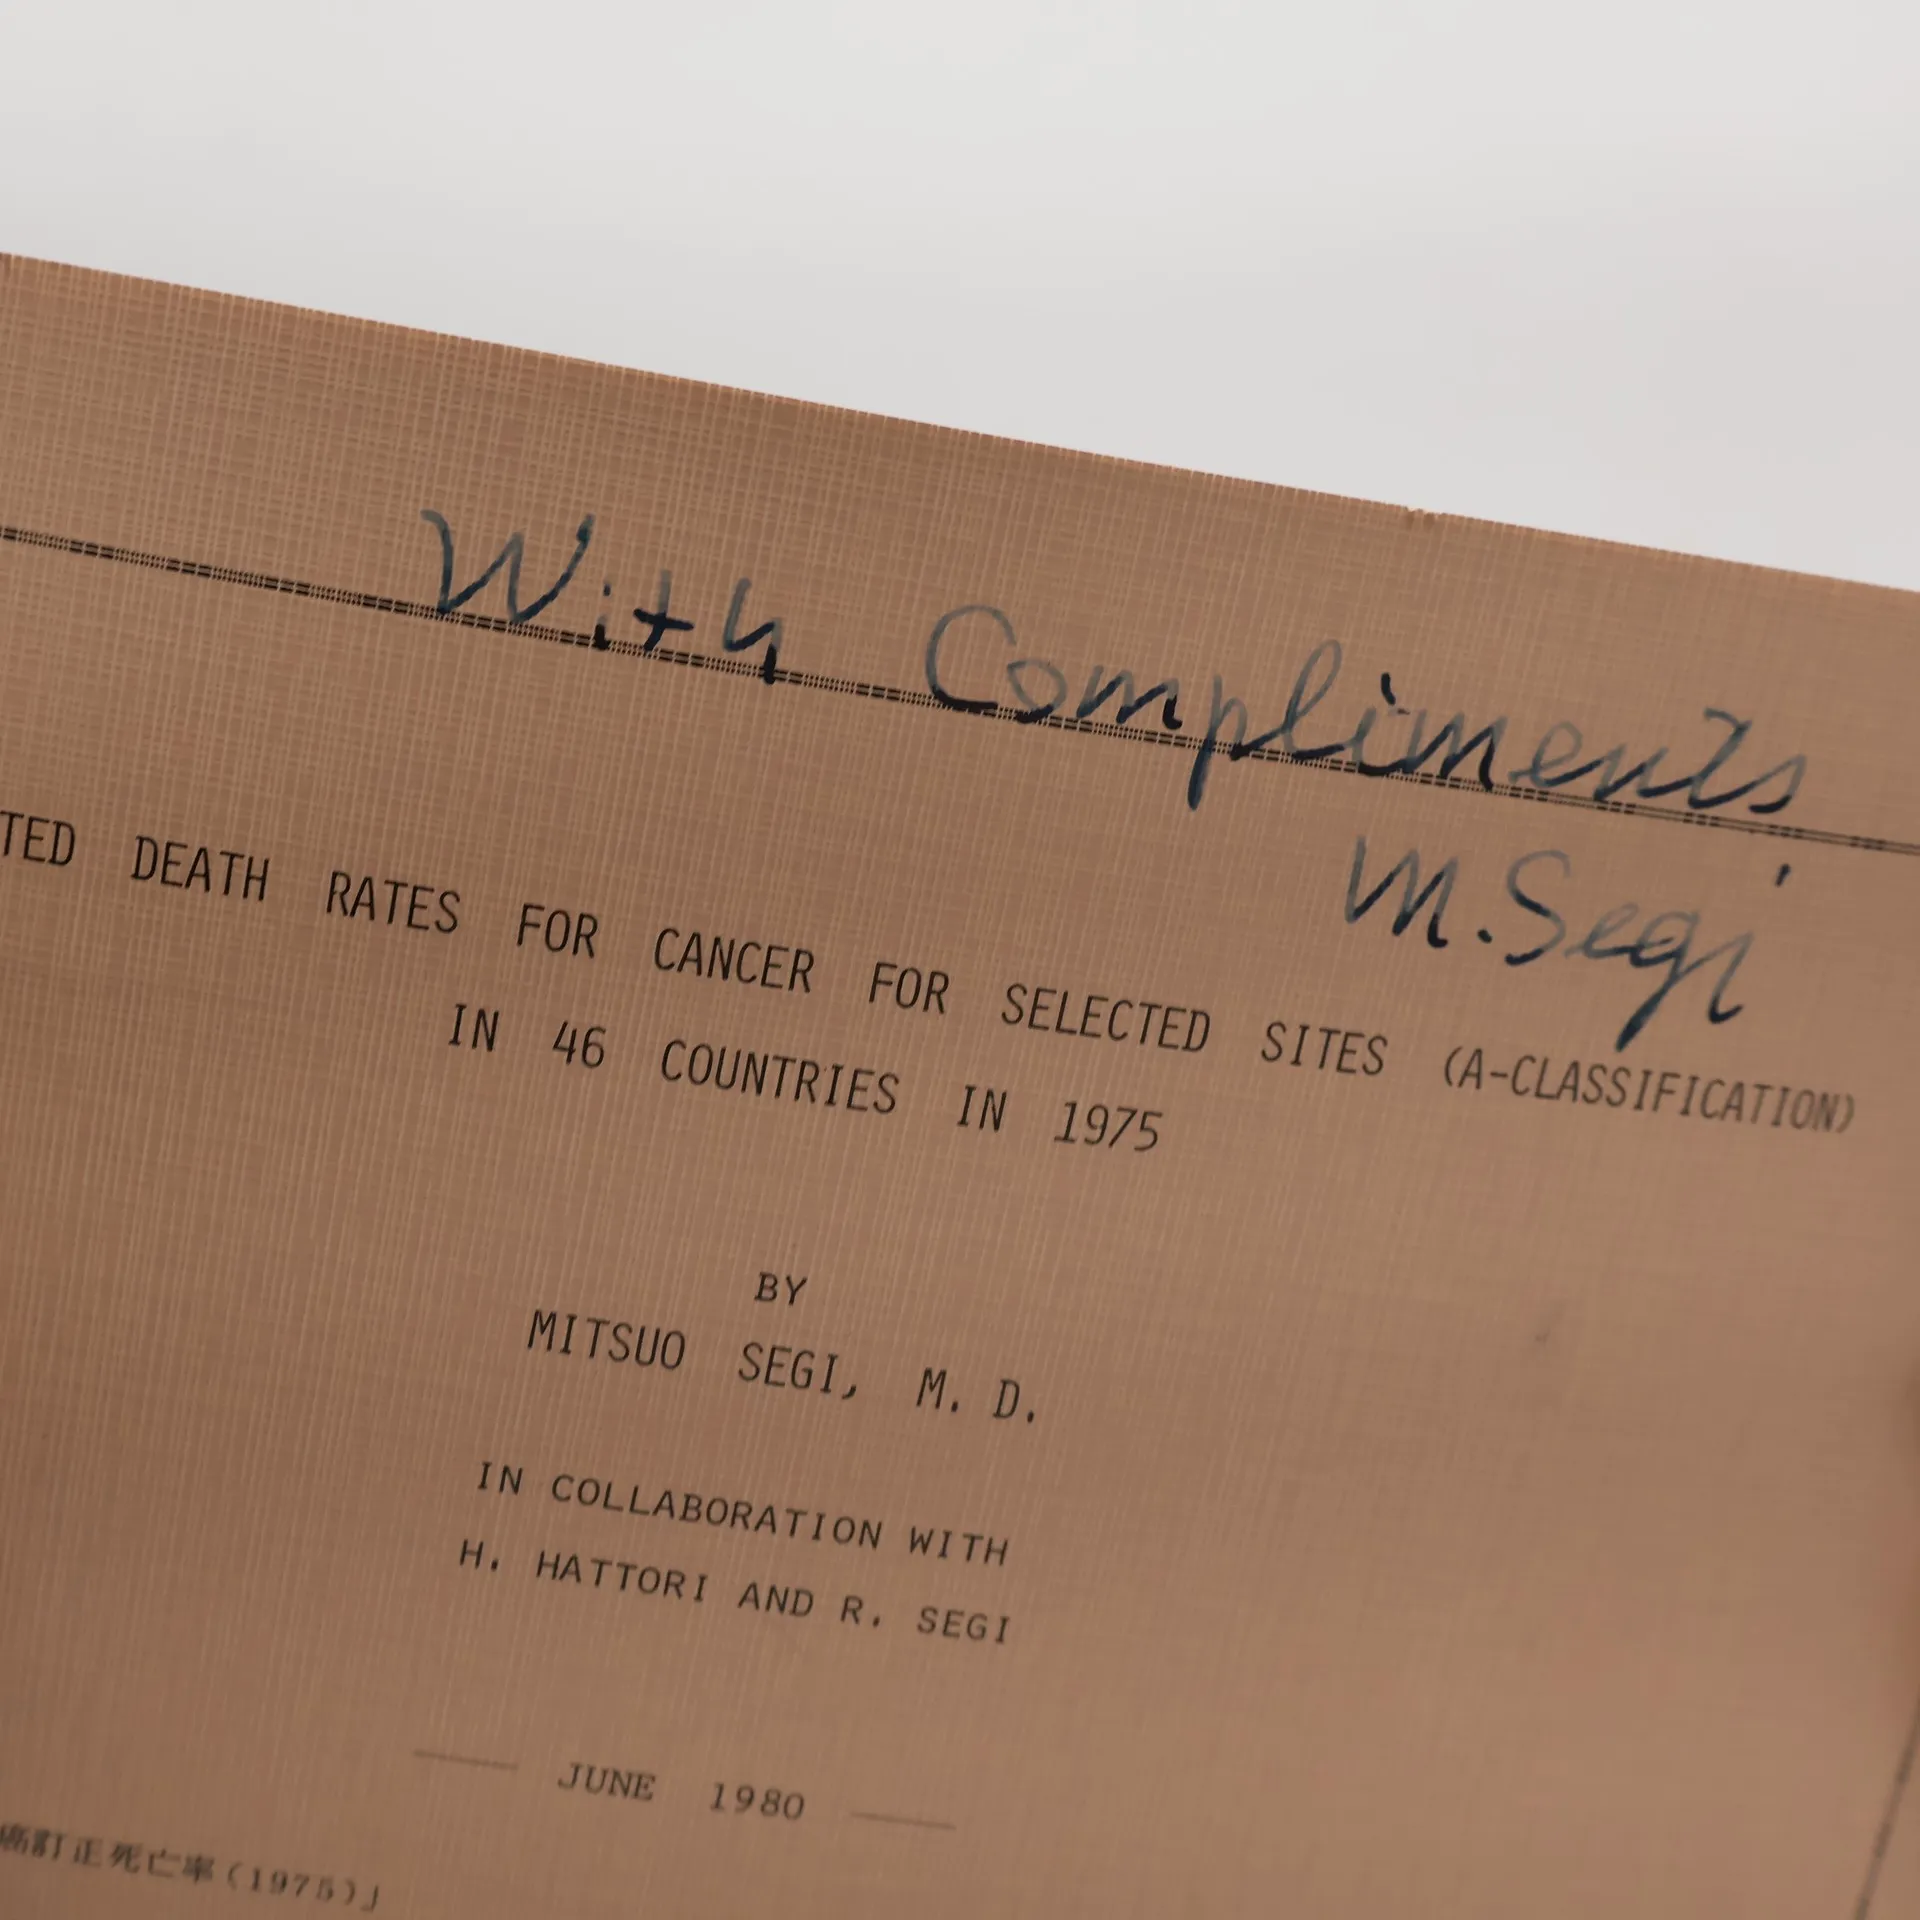 With Compliments
M. Segi
TED DEATH RATES FOR CANCER FOR SELECTED SITES (A-CLASSIFICATION)
IN 46 COUNTRIES IN 1975
BY
MITSUO SEGI, M. D.
IN COLLABORATION WITH
H. HATTORI AND R. SEGI
JUNE 1980
癌訂正死亡率(1975)」